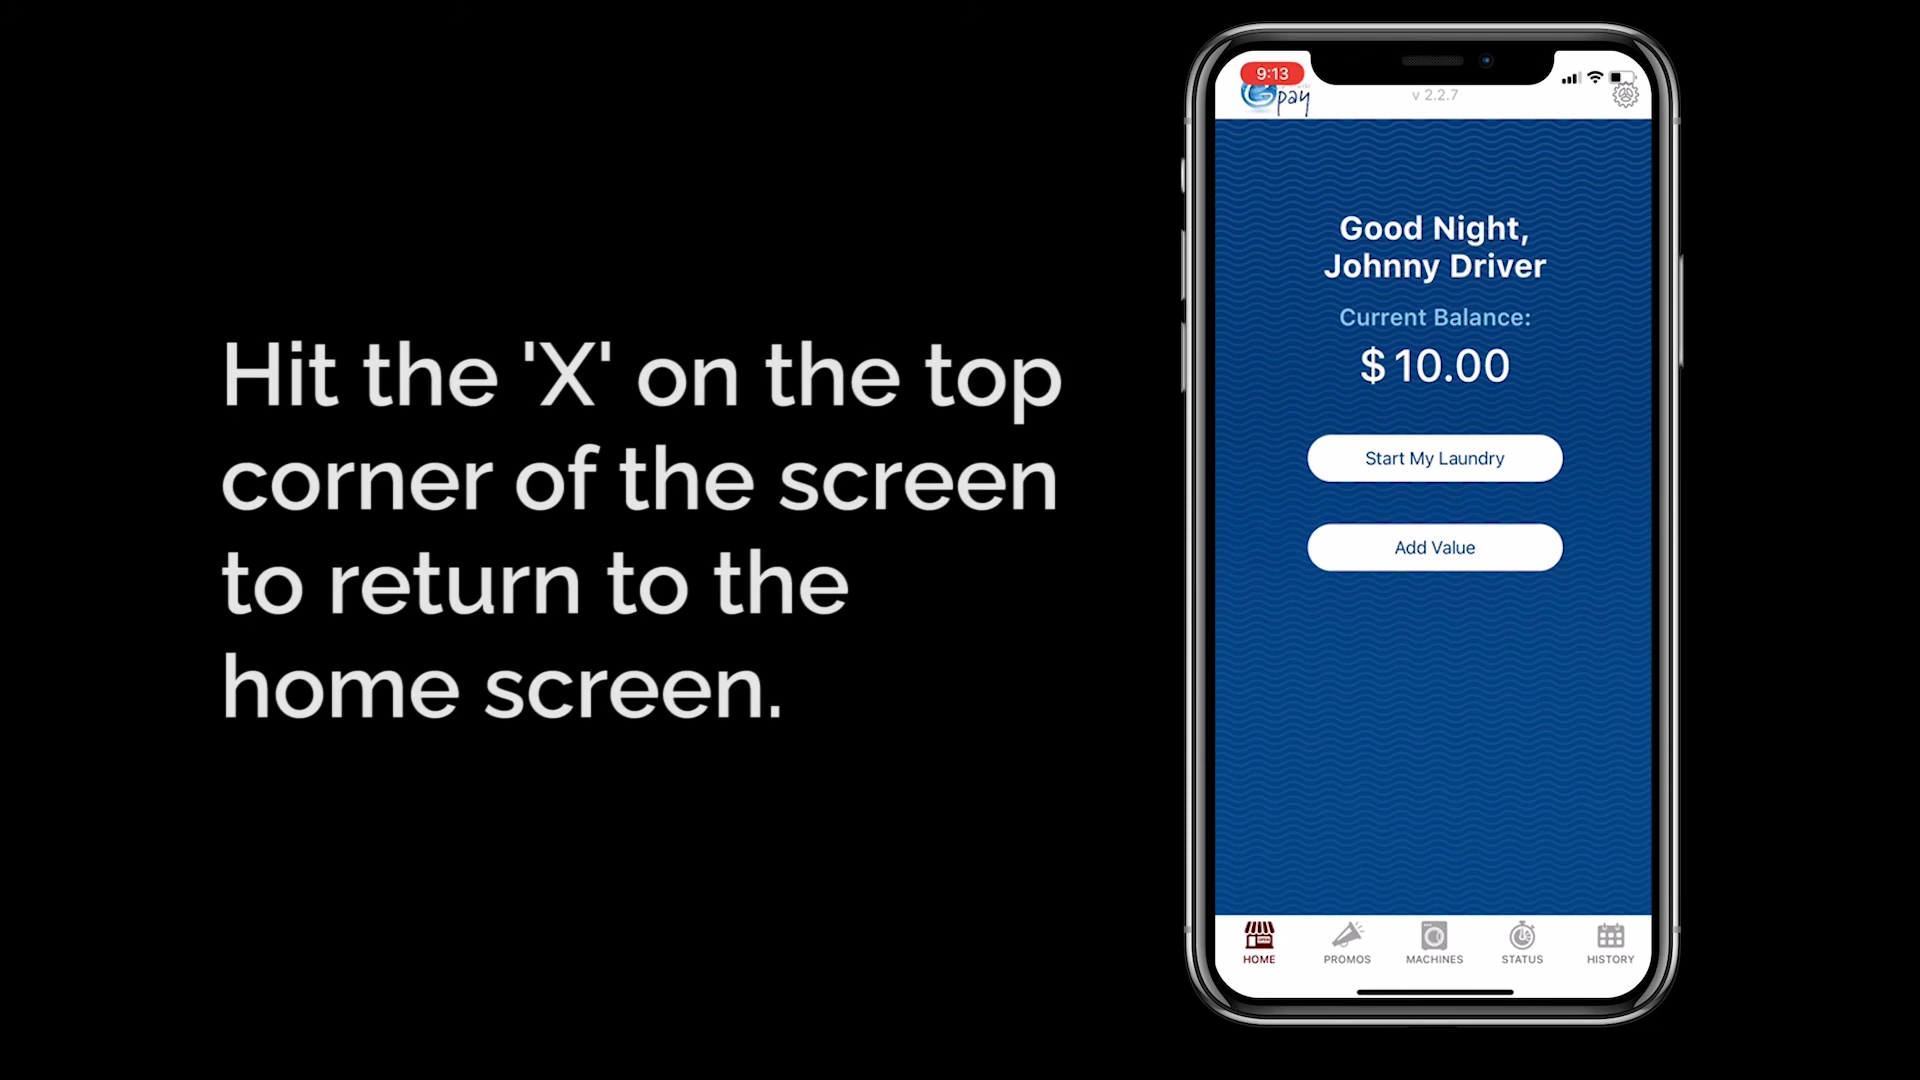 Hit the 'X' on the top
corner of the screen
to return to the
home screen.
9:13
pay
v 2.2.7
Good Night,
Johnny Driver
Current Balance:
$10.00
Start My Laundry
Add Value
HOME
PROMOS
MACHINES
STATUS
HISTORY